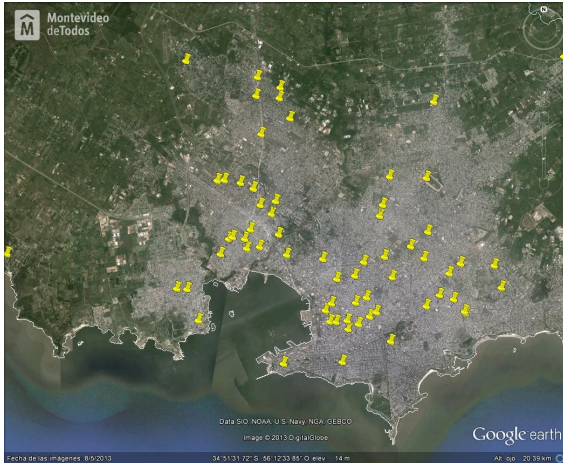 Montevideo
deTodos
N
Data SIO, NOAA, U.S. Navy, NGA, GEBCO
Image © 2013 DigitalGlobe
Google earth
Fecha de las imágenes: 8/5/2013 34°51'31.72" S 56°12'33.85" O elev 14 m Alt. ojo 20.39 km